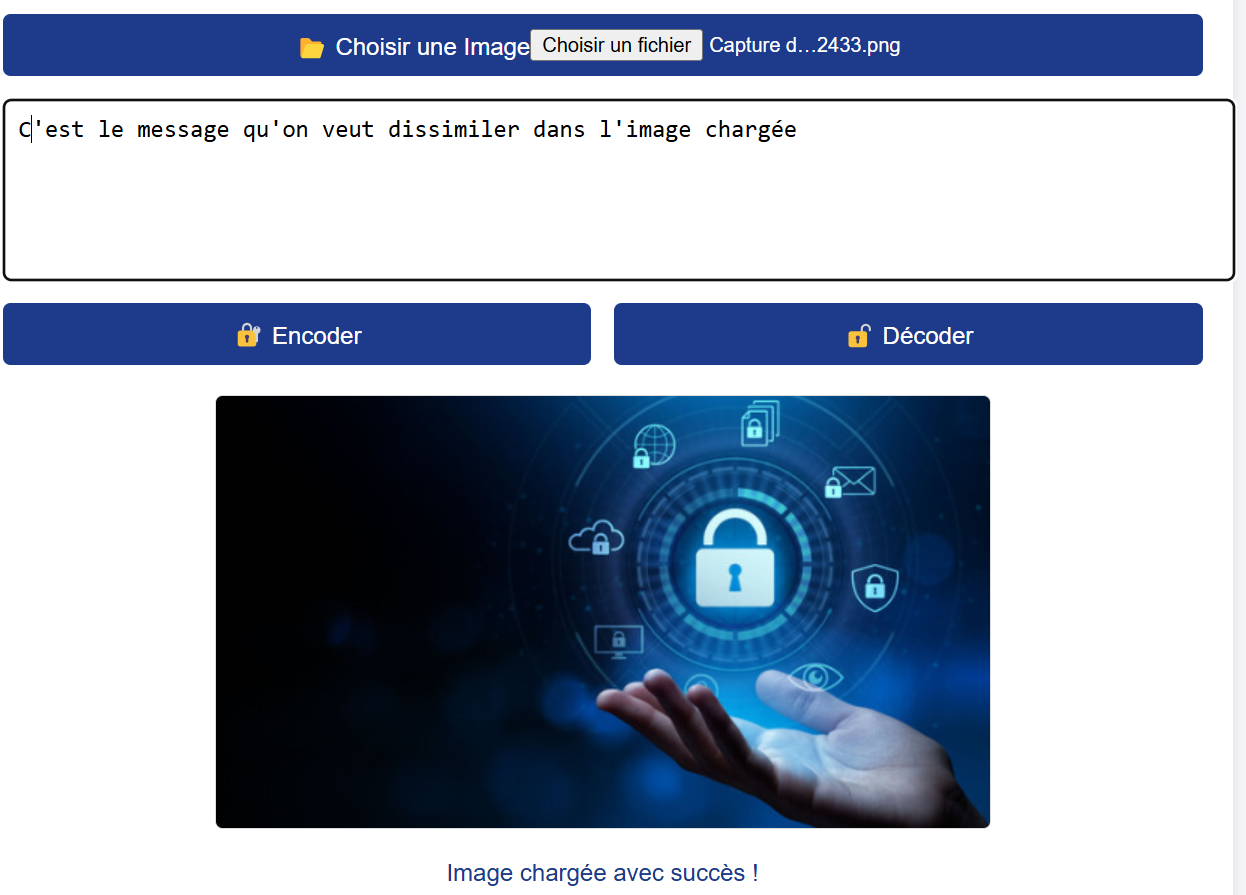 Choisir une Image Choisir un fichier Capture d...2433.png
C'est le message qu'on veut dissimiler dans l'image chargée
Encoder Décoder
Image chargée avec succès !